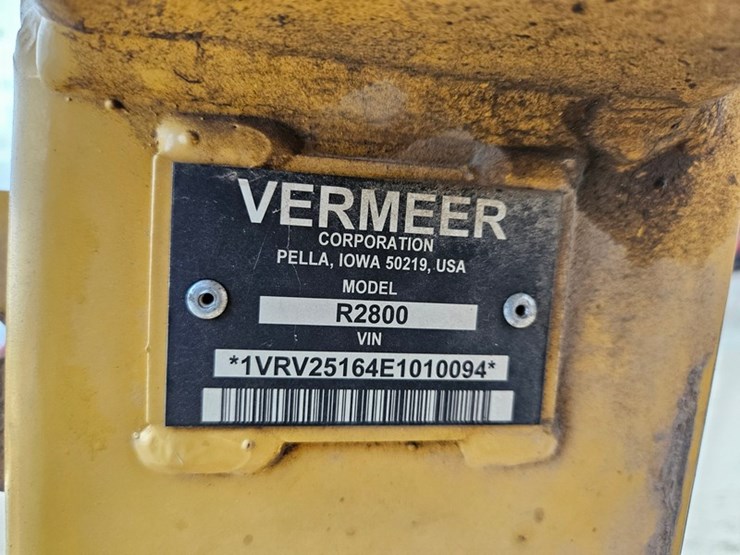 VERMEER
CORPORATION
PELLA, IOWA 50219, USA
MODEL
R2800
VIN
*1VRV25164E1010094*